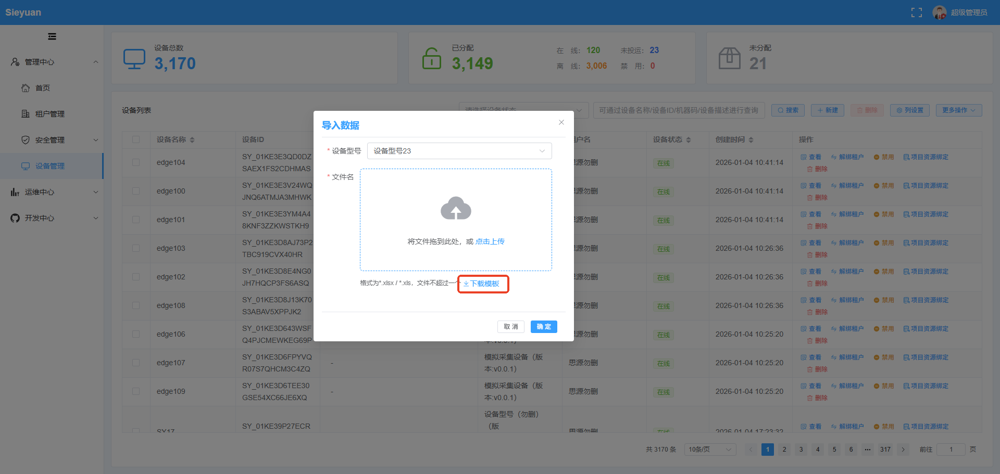 Sieyuan
超级管理员
管理中心
首页
租户管理
安全管理
设备管理
运维中心
开发中心
设备总数
3,170
已分配
3,149
在 线: 120 未投运: 23
离 线: 3,006 禁 用: 0
未分配
21
设备列表
可通过设备名称/设备ID/机器码/设备描述进行查询
搜索 新建 删除 列设置 更多操作
设备名称 设备ID 户名 设备状态 创建时间 操作
edge104 SY_01KE3E3QD0DZ 思源勿删 在线 2026-01-04 10:41:14 查看 解绑租户 禁用 项目资源绑定
SAEX1FS2CDHMAS 删除
edge100 SY_01KE3E3V24WQ 思源勿删 在线 2026-01-04 10:41:14 查看 解绑租户 禁用 项目资源绑定
JNQ6ATMJA3MHWK 删除
edge101 SY_01KE3E3YM4A4 思源勿删 在线 2026-01-04 10:41:14 查看 解绑租户 禁用 项目资源绑定
8KNF3ZZKWSTKH9 删除
edge103 SY_01KE3D8AJ73P2 思源勿删 在线 2026-01-04 10:26:36 查看 解绑租户 禁用 项目资源绑定
TBC919CVX40HR 删除
edge102 SY_01KE3D8E4NG0 思源勿删 在线 2026-01-04 10:26:36 查看 解绑租户 禁用 项目资源绑定
JH7HQCP3FS6ASQ 删除
edge108 SY_01KE3D8J13K70 思源勿删 在线 2026-01-04 10:26:36 查看 解绑租户 禁用 项目资源绑定
S3ABAV5XPPJK2 删除
edge106 SY_01KE3D643WSF 思源勿删 在线 2026-01-04 10:25:20 查看 解绑租户 禁用 项目资源绑定
Q4PJCMEWKEG69P 本:v0.0.1） 删除
edge107 SY_01KE3D6FPYVQ - 模拟采集设备（版 思源勿删 在线 2026-01-04 10:25:20 查看 解绑租户 禁用 项目资源绑定
R07S7QHCM3C4ZQ 本:v0.0.1） 删除
edge109 SY_01KE3D6TEE30 - 模拟采集设备（版 思源勿删 在线 2026-01-04 10:25:20 查看 解绑租户 禁用 项目资源绑定
GSE54XC66JE6XQ 本:v0.0.1） 删除
设备型号（勿删）
SY17 SY_01KE39P27ECR （版 思源勿删 在线 2026-01-04 17:23:32 查看 解绑租户 禁用 项目资源绑定
共 3170 条 10条/页 1 2 3 4 5 6 ••• 317 前往 1 页
导入数据
* 设备型号 设备型号23
* 文件名
将文件拖到此处，或 点击上传
格式为*.xlsx / *.xls，文件不超过一个 下载模板
取 消 确 定